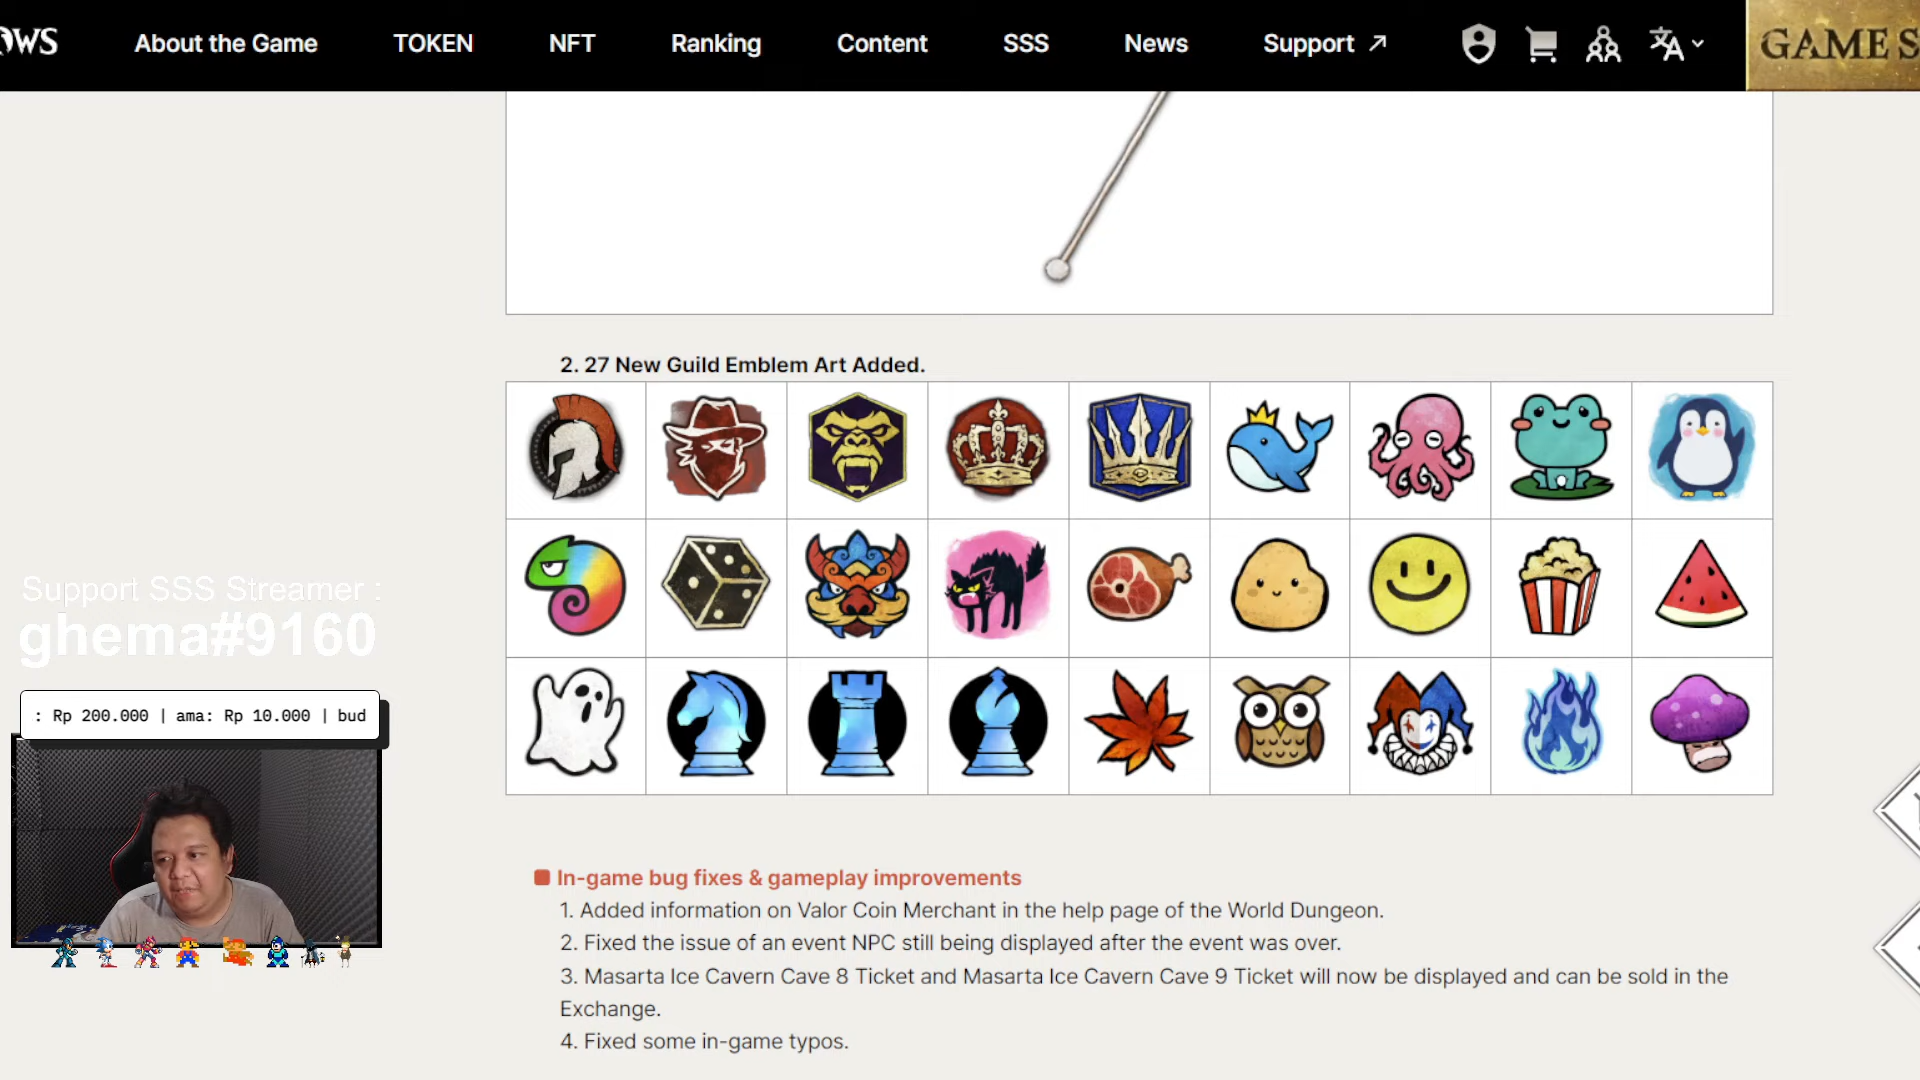 OWS About the Game TOKEN NFT Ranking Content SSS News Support GAME S
2. 27 New Guild Emblem Art Added.
Support SSS Streamer :
ghema#9160
: Rp 200.000 | ama: Rp 10.000 | bud
In-game bug fixes & gameplay improvements
1. Added information on Valor Coin Merchant in the help page of the World Dungeon.
2. Fixed the issue of an event NPC still being displayed after the event was over.
3. Masarta Ice Cavern Cave 8 Ticket and Masarta Ice Cavern Cave 9 Ticket will now be displayed and can be sold in the
Exchange.
4. Fixed some in-game typos.